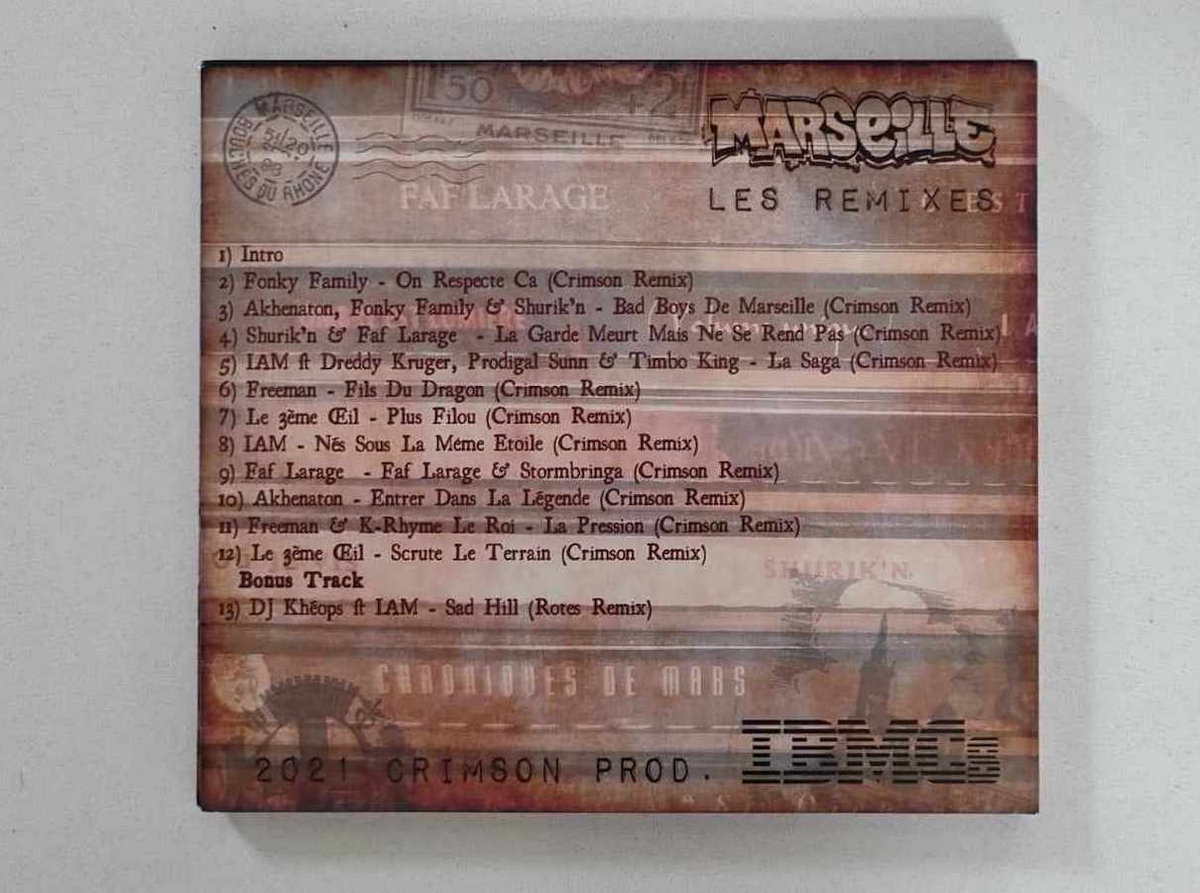 1'50 +2
MARSEILLE
MARSEILLE
BOUCHES DU RHONE
MARSEILLE
FAF LARAGE
LES REMIXES
1) Intro
2) Fonky Family - On Respecte Ca (Crimson Remix)
3) Akhenaton, Fonky Family & Shurik'n - Bad Boys De Marseille (Crimson Remix)
4) Shurik'n & Faf Larage - La Garde Meurt Mais Ne Se Rend Pas (Crimson Remix)
5) IAM ft Dreddy Kruger, Prodigal Sunn & Timbo King - La Saga (Crimson Remix)
6) Freeman - Fils Du Dragon (Crimson Remix)
7) Le 3ème Œil - Plus Filou (Crimson Remix)
8) IAM - Nés Sous La Méme Etoile (Crimson Remix)
9) Faf Larage - Faf Larage & Stormbringa (Crimson Remix)
10) Akhenaton - Entrer Dans La Légende (Crimson Remix)
11) Freeman & K-Rhyme Le Roi - La Pression (Crimson Remix)
12) Le 3ème Œil - Scrute Le Terrain (Crimson Remix)
Bonus Track
SHURIK'N
13) DJ Khéops ft IAM - Sad Hill (Rotes Remix)
CHRONIQUES DE MARS
IBMCs
2021 CRIMSON PROD.